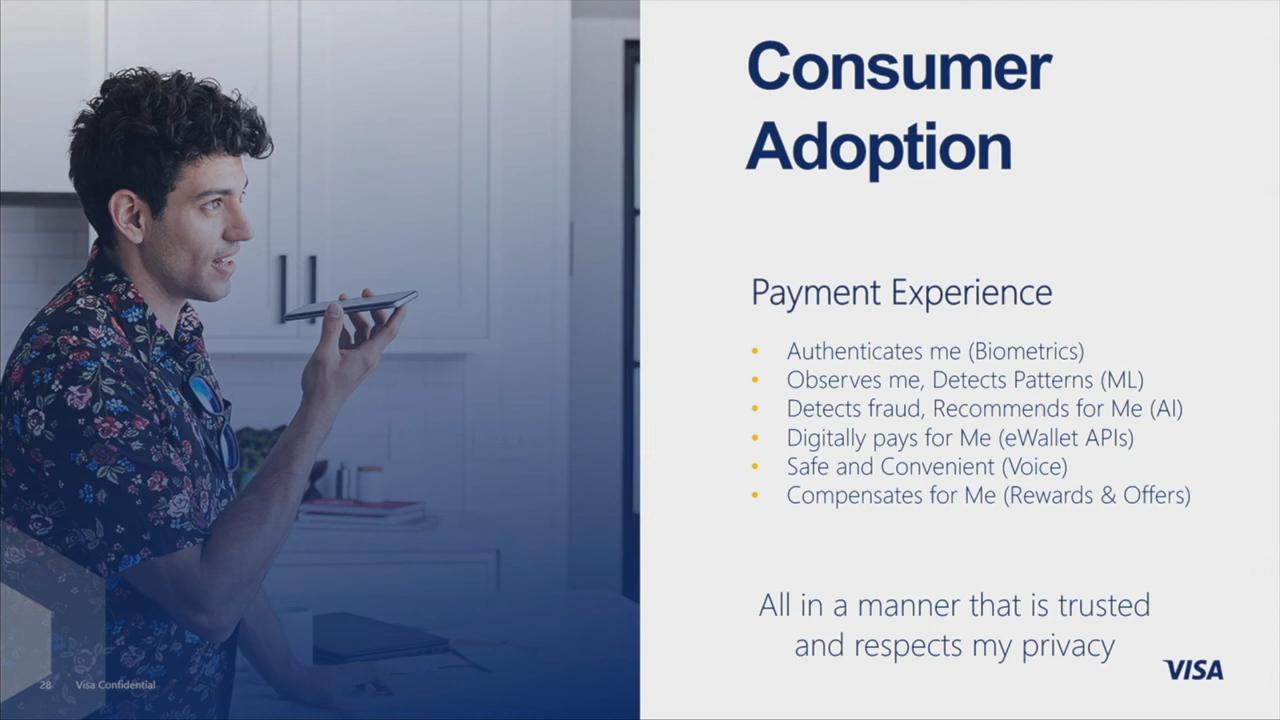 Consumer
Adoption
Payment Experience
• Authenticates me (Biometrics)
• Observes me, Detects Patterns (ML)
• Detects fraud, Recommends for Me (AI)
• Digitally pays for Me (eWallet APIs)
• Safe and Convenient (Voice)
• Compensates for Me (Rewards & Offers)
All in a manner that is trusted
and respects my privacy
VISA
28 Visa Confidential